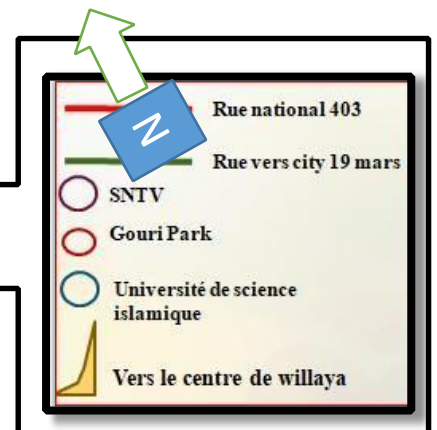 N
Rue national 403
Rue vers city 19 mars
SNTV
Gouri Park
Université de science
islamique
Vers le centre de willaya